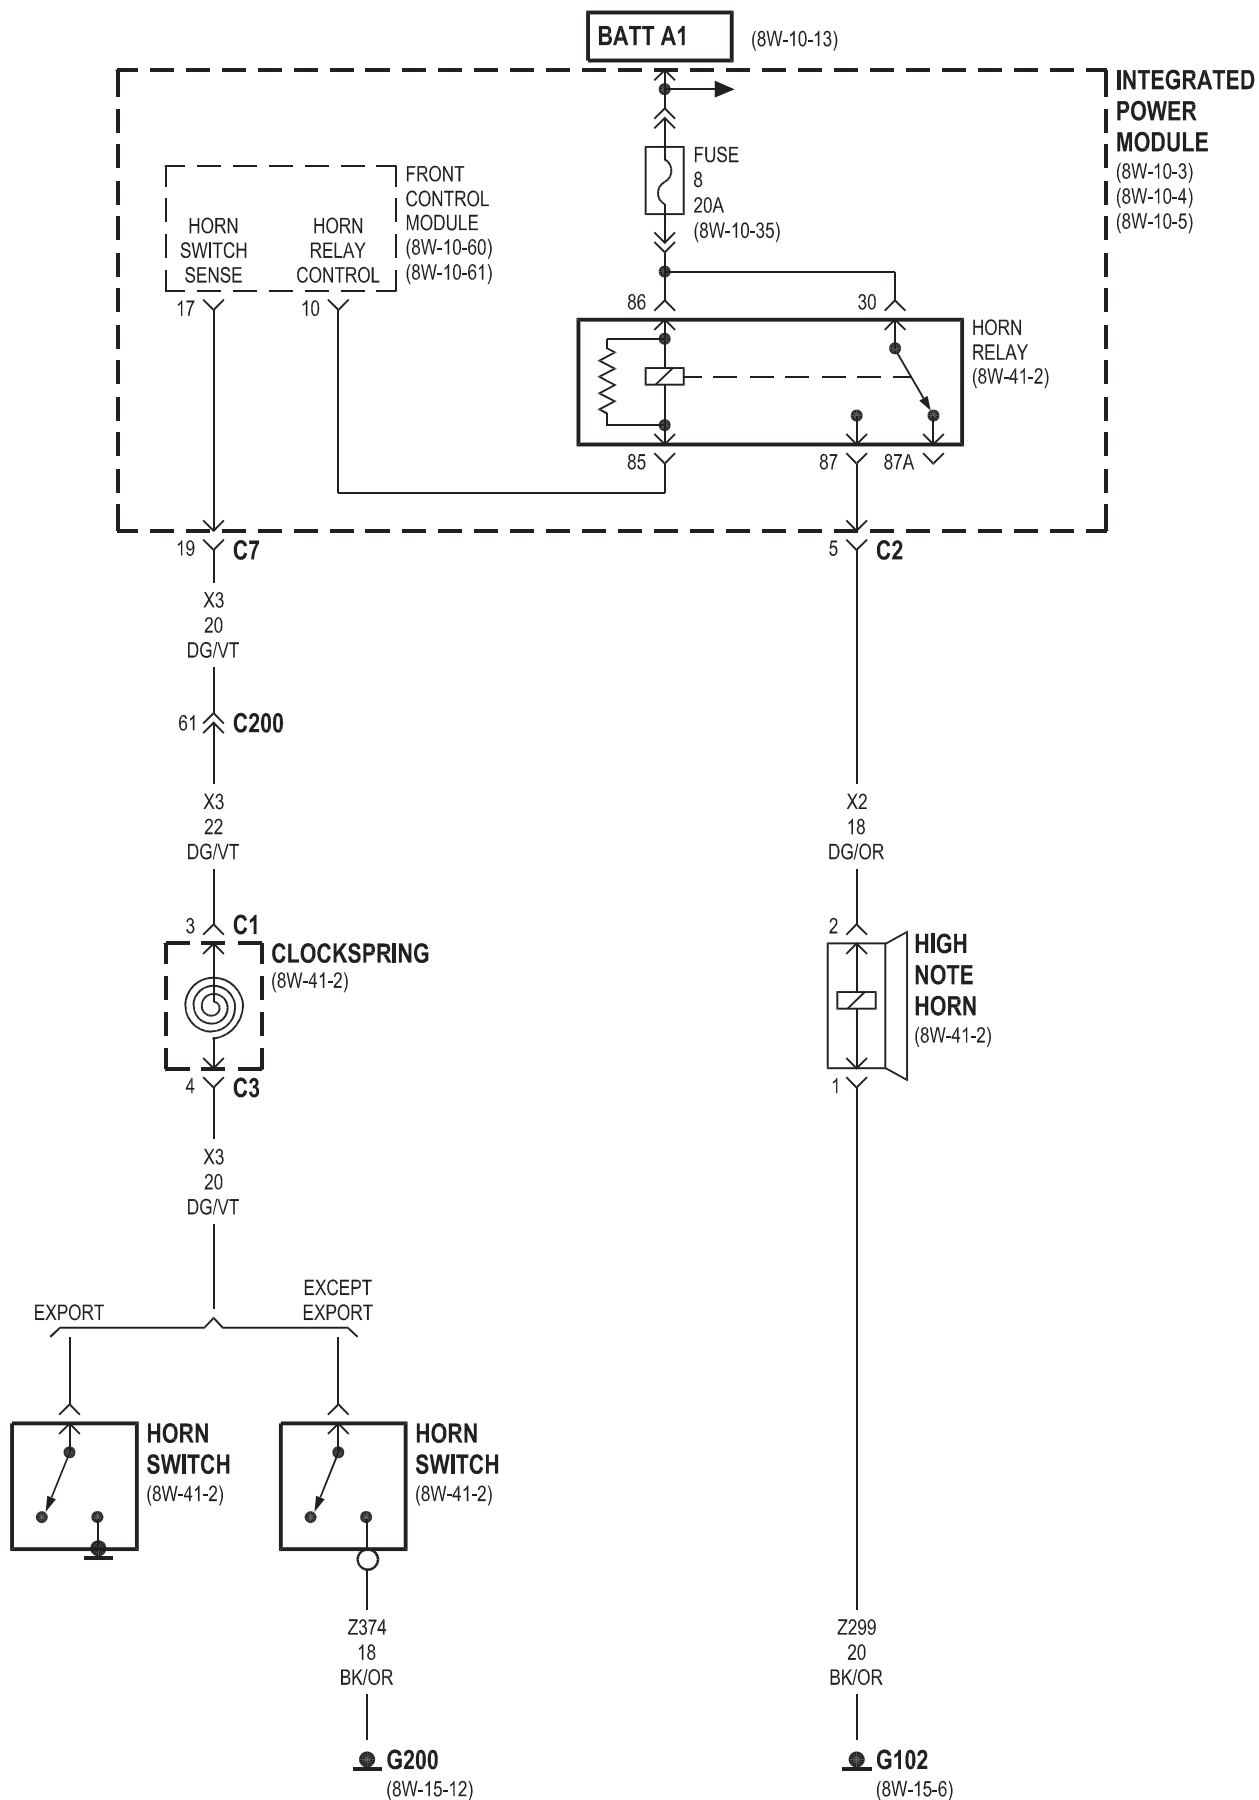 BATT A1
(8W-10-13)
INTEGRATED
POWER
MODULE
(8W-10-3)
(8W-10-4)
(8W-10-5)
FUSE
8
20A
(8W-10-35)
FRONT
CONTROL
MODULE
(8W-10-60)
(8W-10-61)
HORN
SWITCH
SENSE
HORN
RELAY
CONTROL
17
10
86
30
HORN
RELAY
(8W-41-2)
85
87
87A
19
C7
5
C2
X3
20
DG/VT
61
C200
X3
22
DG/VT
X2
18
DG/OR
3
C1
CLOCKSPRING
(8W-41-2)
4
C3
2
HIGH
NOTE
HORN
(8W-41-2)
1
X3
20
DG/VT
EXPORT
EXCEPT
EXPORT
HORN
SWITCH
(8W-41-2)
HORN
SWITCH
(8W-41-2)
Z374
18
BK/OR
Z299
20
BK/OR
G200
(8W-15-12)
G102
(8W-15-6)